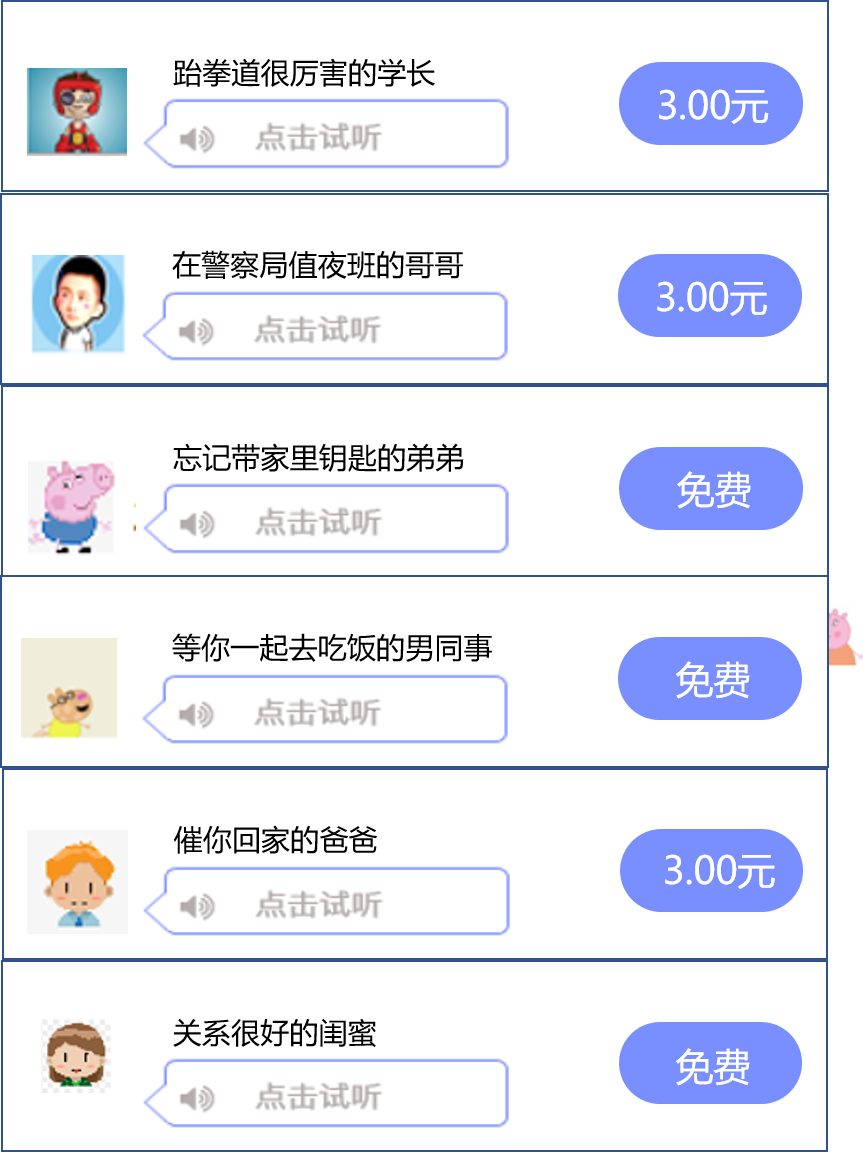 跆拳道很厉害的学长
点击试听
3.00元
在警察局值夜班的哥哥
点击试听
3.00元
忘记带家里钥匙的弟弟
点击试听
免费
等你一起去吃饭的男同事
点击试听
免费
催你回家的爸爸
点击试听
3.00元
关系很好的闺蜜
点击试听
免费